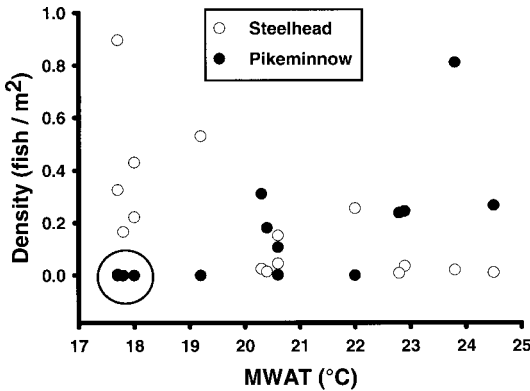 Steelhead
Pikeminnow
Density (fish / m2)
1.0
0.8
0.6
0.4
0.2
0.0
17 18 19 20 21 22 23 24 25
MWAT (°C)